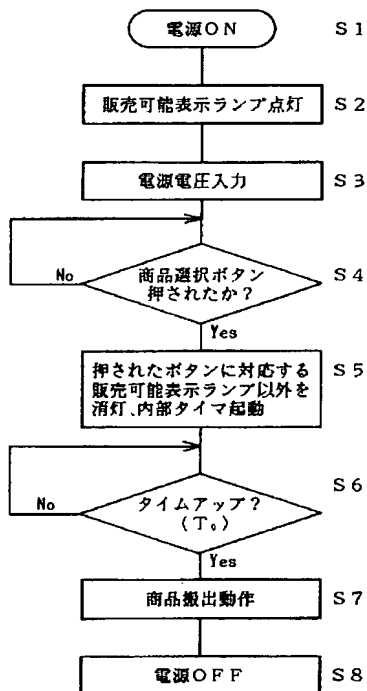 電源ON S1
販売可能表示ランプ点灯 S2
電源電圧入力 S3
商品選択ボタン
押されたか? S4
No
Yes
押されたボタンに対応する S5
販売可能表示ランプ以外を
消灯、内部タイマ起動
タイムアップ? S6
(T₀)
No
Yes
商品搬出動作 S7
電源OFF S8